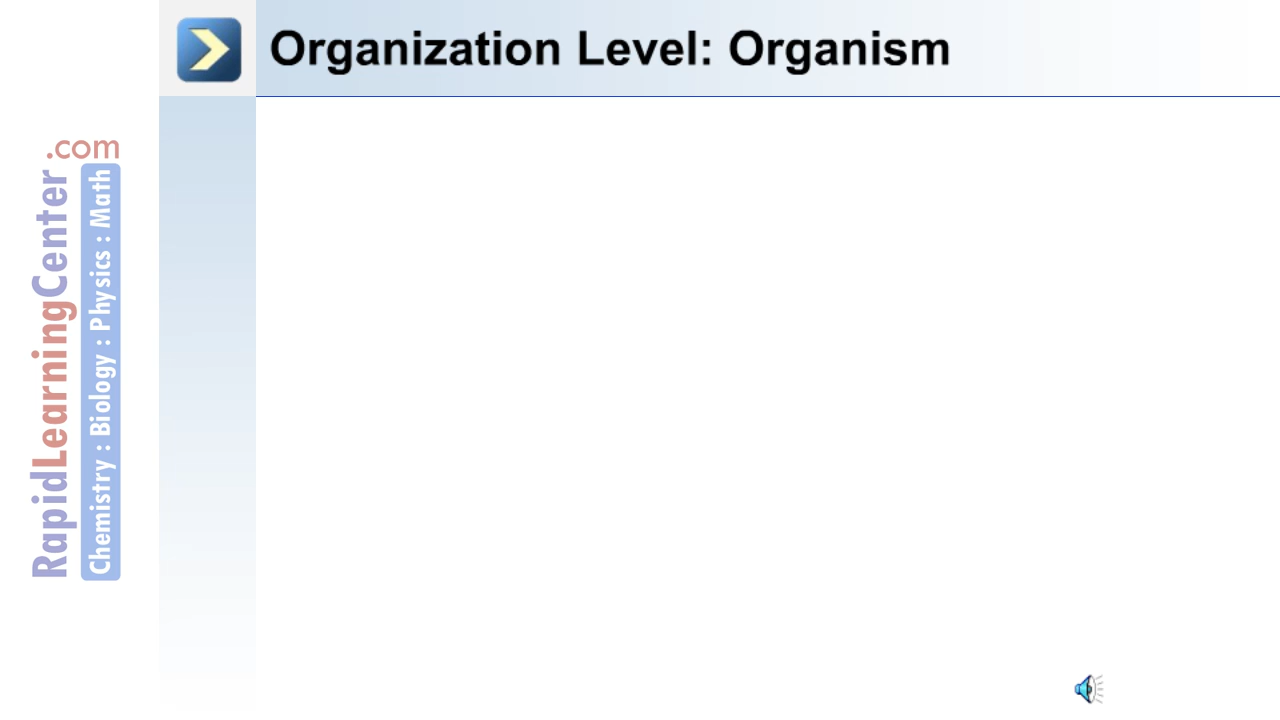 Organization Level: Organism
RapidLearningCenter.com
Chemistry : Biology : Physics : Math